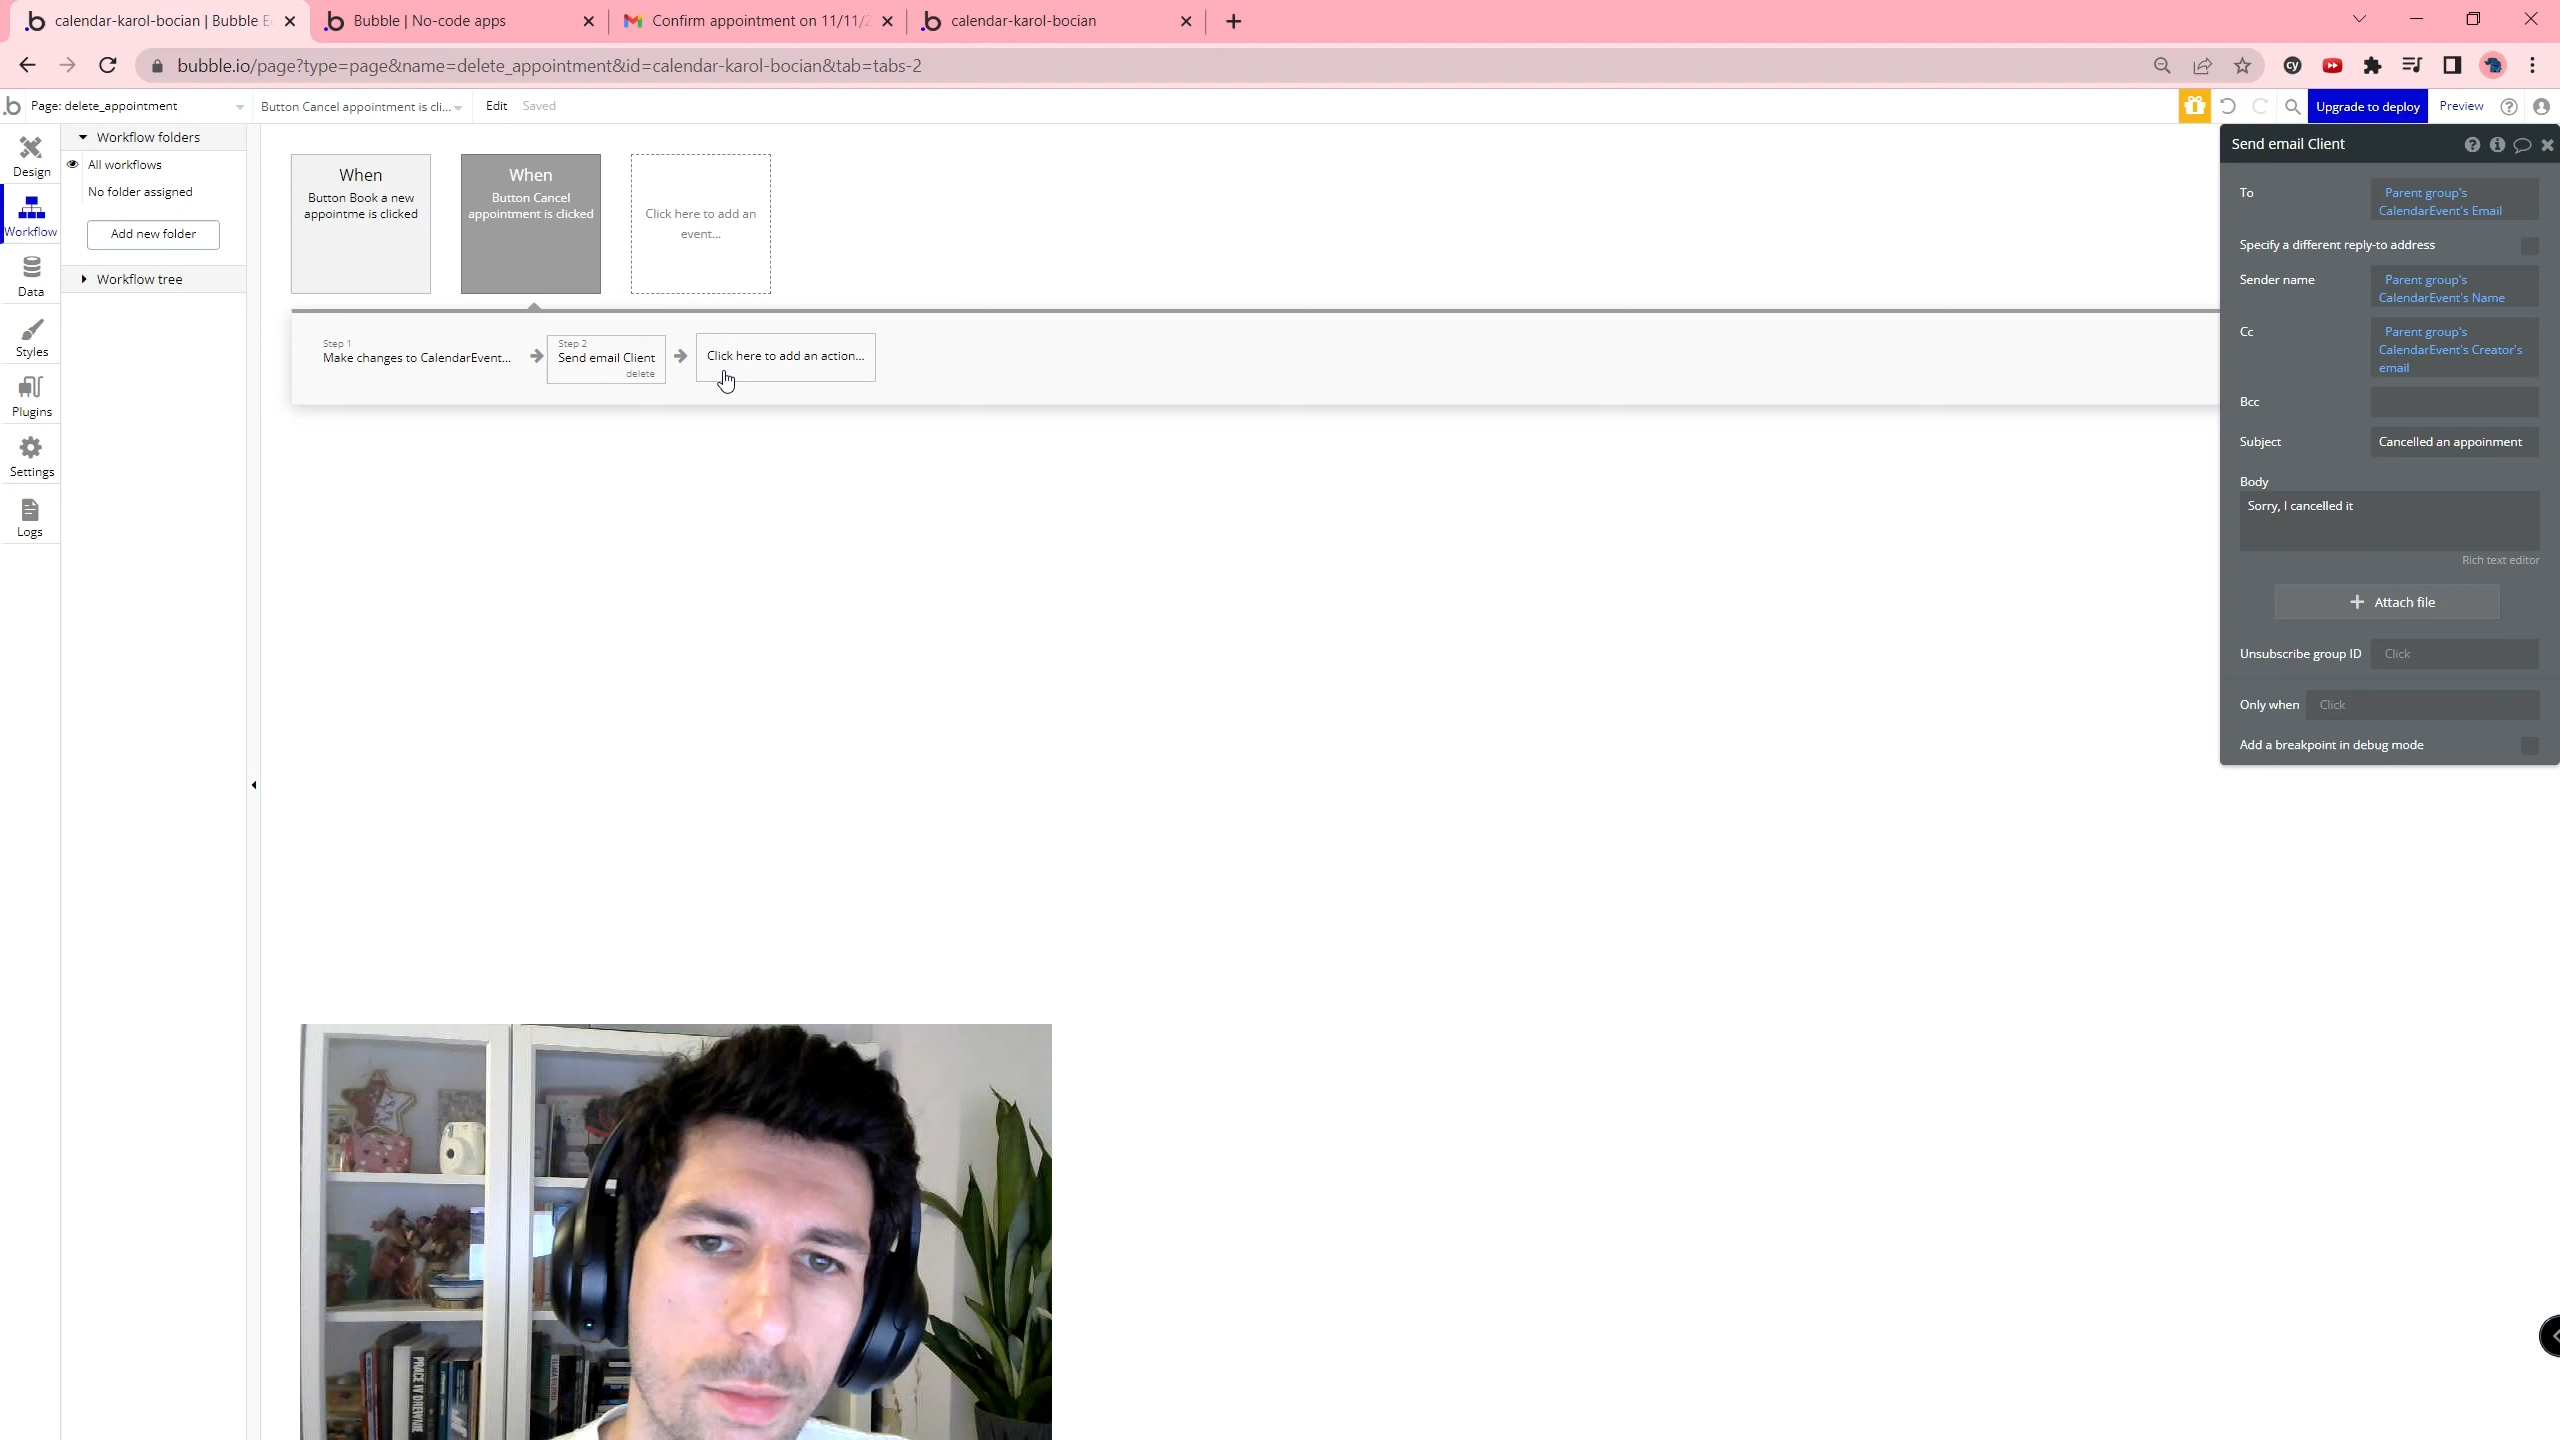 calendar-karol-bocian | Bubble E
Bubble | No-code apps
Confirm appointment on 11/11/2
calendar-karol-bocian
bubble.io/page?type=page&name=delete_appointment&id=calendar-karol-bocian&tab=tabs-2
Page: delete_appointment
Button Cancel appointment is cli...
Edit
Saved
Upgrade to deploy
Preview
Design
Workflow
Data
Styles
Plugins
Settings
Logs
Workflow folders
All workflows
No folder assigned
Add new folder
Workflow tree
When
Button Book a new
appointme is clicked
When
Button Cancel
appointment is clicked
Click here to add an
event...
Step 1
Make changes to CalendarEvent...
Step 2
Send email Client
delete
Click here to add an action...
Send email Client
To
Parent group's
CalendarEvent's Email
Specify a different reply-to address
Sender name
Parent group's
CalendarEvent's Name
Cc
Parent group's
CalendarEvent's Creator's
email
Bcc
Subject
Cancelled an appoinment
Body
Sorry, I cancelled it
Rich text editor
Attach file
Unsubscribe group ID
Click
Only when
Click
Add a breakpoint in debug mode